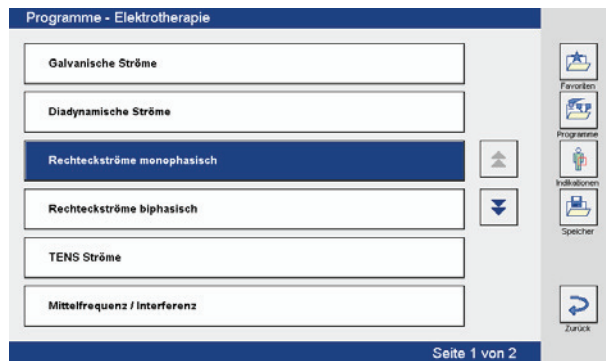 Programme - Elektrotherapie
Galvanische Ströme
Diadynamische Ströme
Rechteckströme monophasisch
Rechteckströme biphasisch
TENS Ströme
Mittelfrequenz / Interferenz
Seite 1 von 2
Favoriten
Programme
Indikationen
Speicher
Zurück